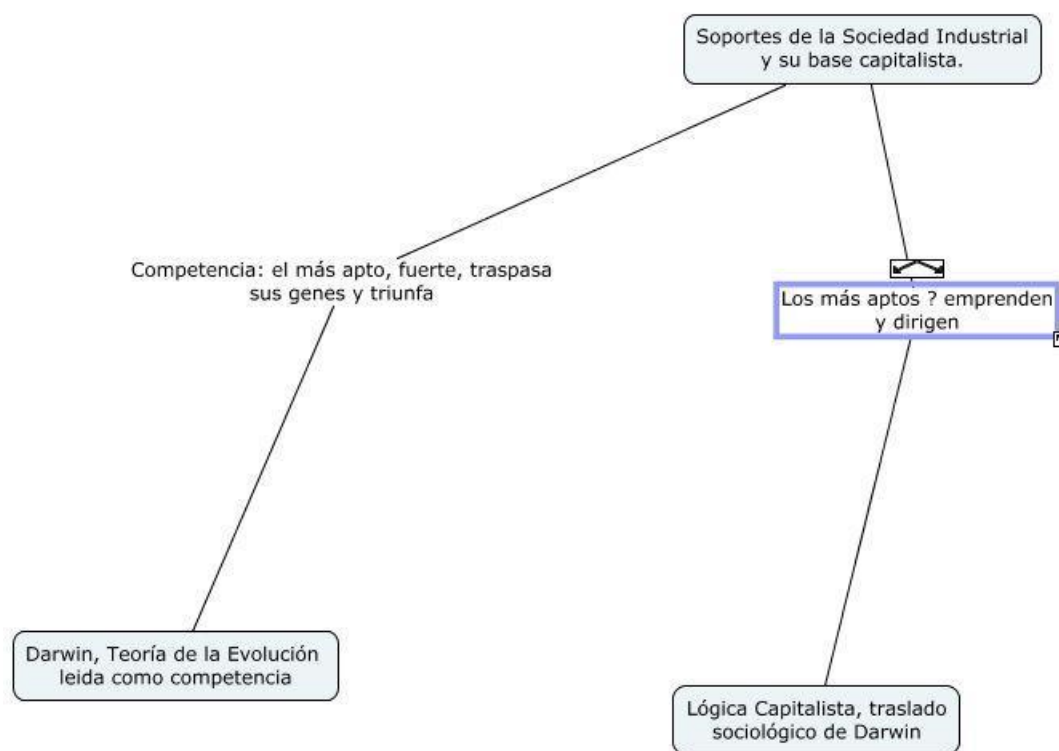 Soportes de la Sociedad Industrial
y su base capitalista.
Competencia: el más apto, fuerte, traspasa
sus genes y triunfa
Los más aptos ? emprenden
y dirigen
Darwin, Teoría de la Evolución
leida como competencia
Lógica Capitalista, traslado
sociológico de Darwin